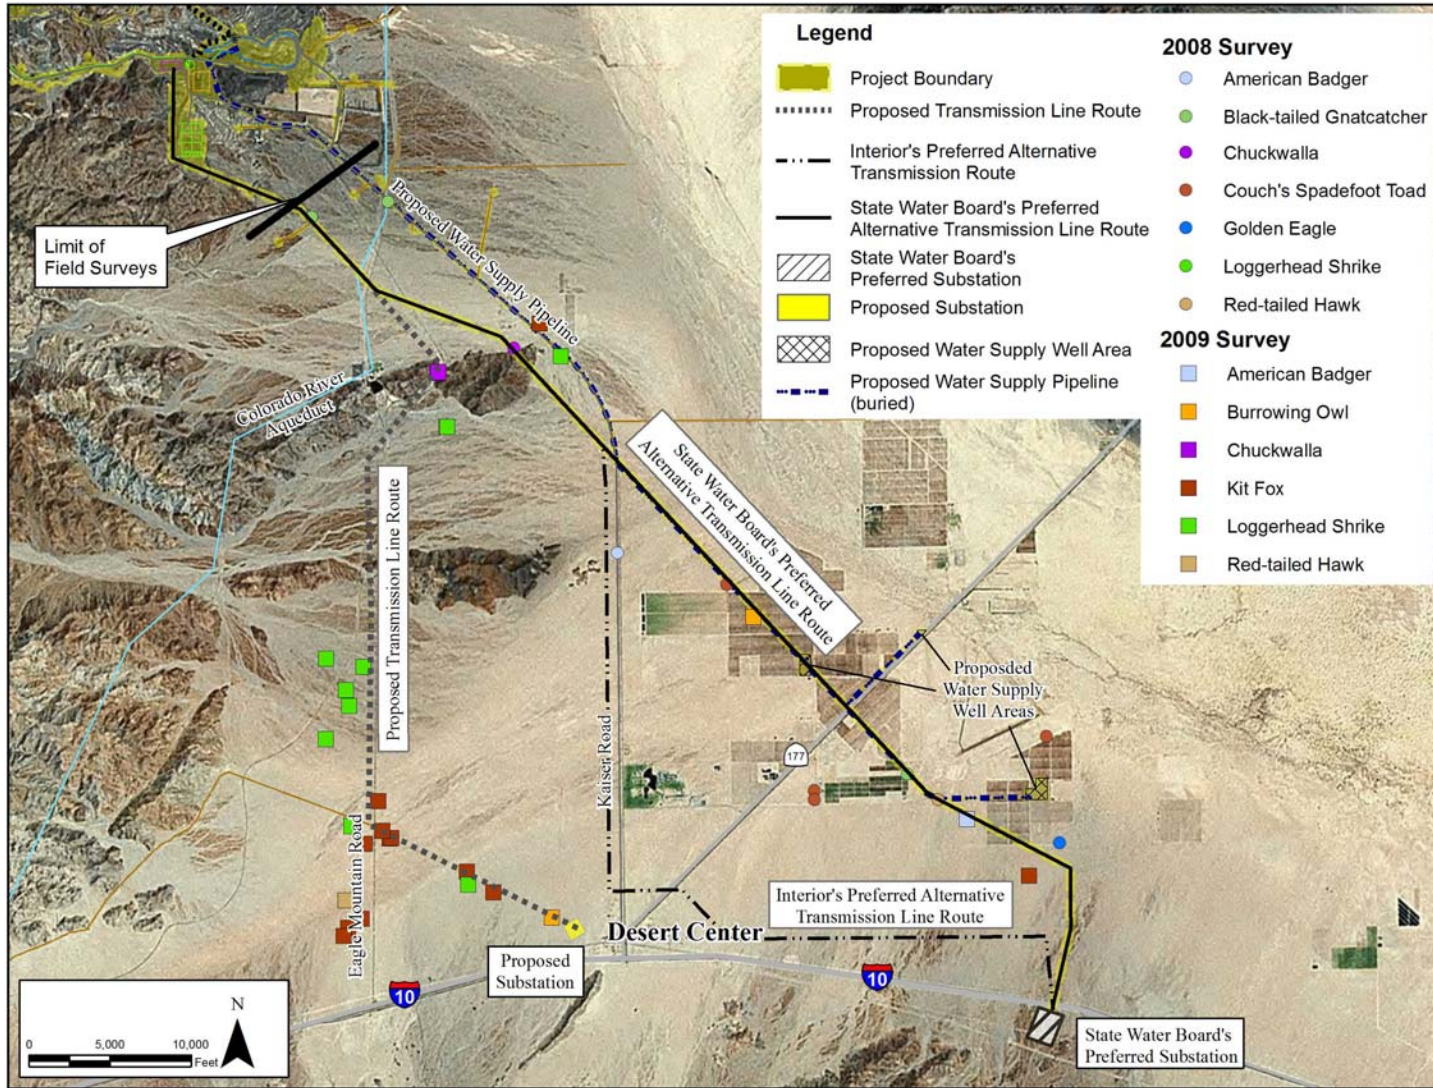 Legend
Project Boundary
Proposed Transmission Line Route
Interior's Preferred Alternative
Transmission Route
State Water Board's Preferred
Alternative Transmission Line Route
State Water Board's
Preferred Substation
Proposed Substation
Proposed Water Supply Well Area
Proposed Water Supply Pipeline
(buried)
2008 Survey
American Badger
Black-tailed Gnatcatcher
Chuckwalla
Couch's Spadefoot Toad
Golden Eagle
Loggerhead Shrike
Red-tailed Hawk
2009 Survey
American Badger
Burrowing Owl
Chuckwalla
Kit Fox
Loggerhead Shrike
Red-tailed Hawk
Limit of
Field Surveys
Proposed Water Supply Pipeline
Colorado River
Aqueduct
State Water Board's Preferred
Alternative Transmission Line Route
Proposed Transmission Line Route
Proposded
Water Supply
Well Areas
177
Kaiser Road
Eagle Mountain Road
Interior's Preferred Alternative
Transmission Line Route
Desert Center
Proposed
Substation
10
10
State Water Board's
Preferred Substation
N
0 5,000 10,000
Feet